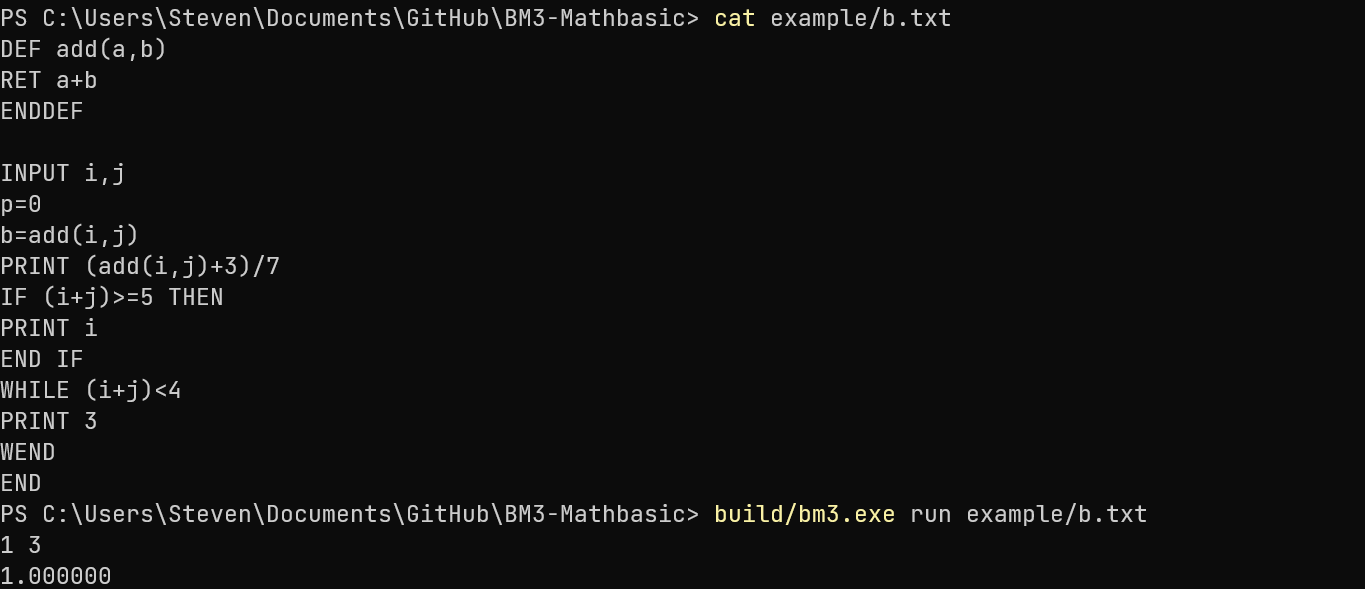 PS C:\Users\Steven\Documents\GitHub\BM3-Mathbasic> cat example/b.txt
DEF add(a,b)
RET a+b
ENDDEF

INPUT i,j
p=0
b=add(i,j)
PRINT (add(i,j)+3)/7
IF (i+j)>=5 THEN
PRINT i
END IF
WHILE (i+j)<4
PRINT 3
WEND
END
PS C:\Users\Steven\Documents\GitHub\BM3-Mathbasic> build/bm3.exe run example/b.txt
1 3
1.000000